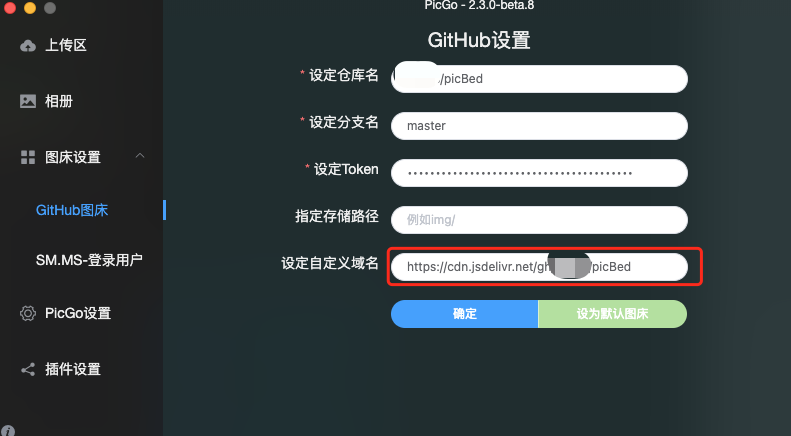 PicGo - 2.3.0-beta.8
上传区
相册
图床设置
GitHub图床
SM.MS-登录用户
PicGo设置
插件设置
GitHub设置
* 设定仓库名
/picBed
* 设定分支名
master
* 设定Token
••••••••••••••••••••••••••••••••••••••••
指定存储路径
例如img/
设定自定义域名
https://cdn.jsdelivr.net/gh
/picBed
确定
设为默认图床